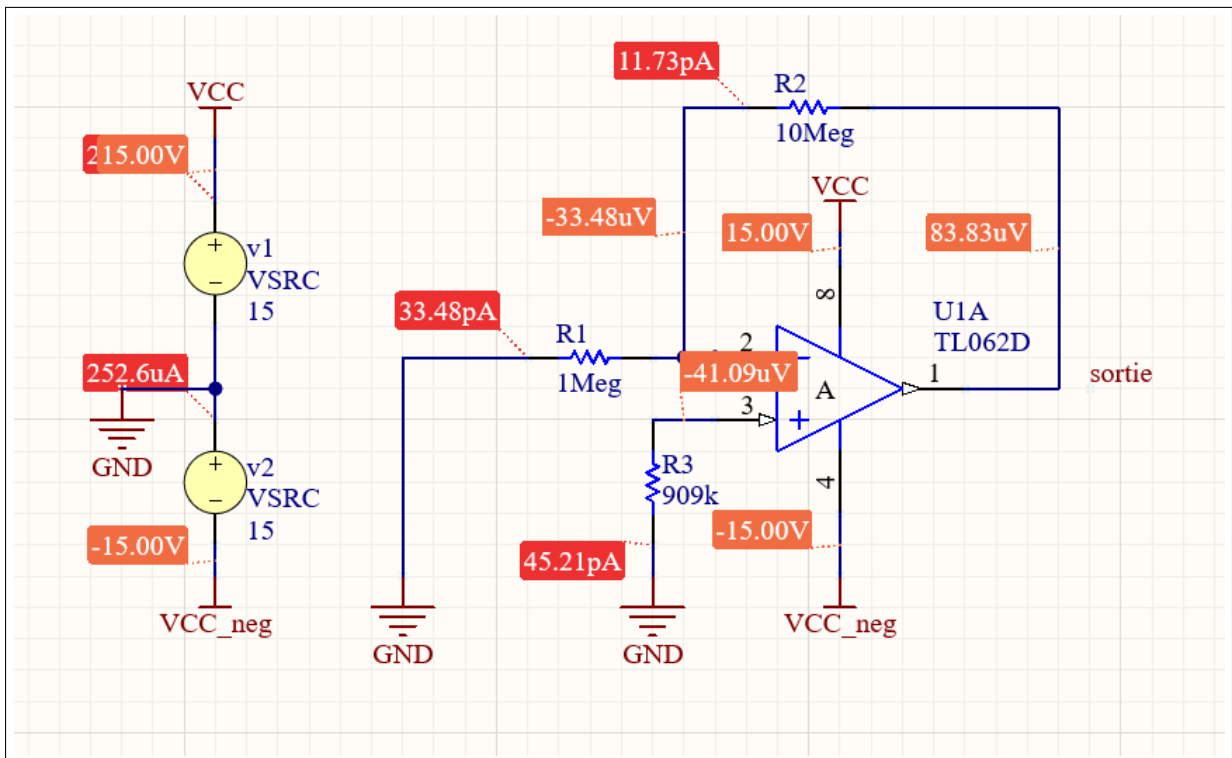 11.73pA
R2
10Meg
VCC
215.00V
VCC
-33.48uV
15.00V
83.83uV
v1
VSRC
15
8
33.48pA
R1
1Meg
2
U1A
TL062D
252.6uA
-41.09uV
A
1
sortie
3
GND
v2
VSRC
15
R3
909k
4
-15.00V
-15.00V
45.21pA
VCC_neg
GND
GND
VCC_neg